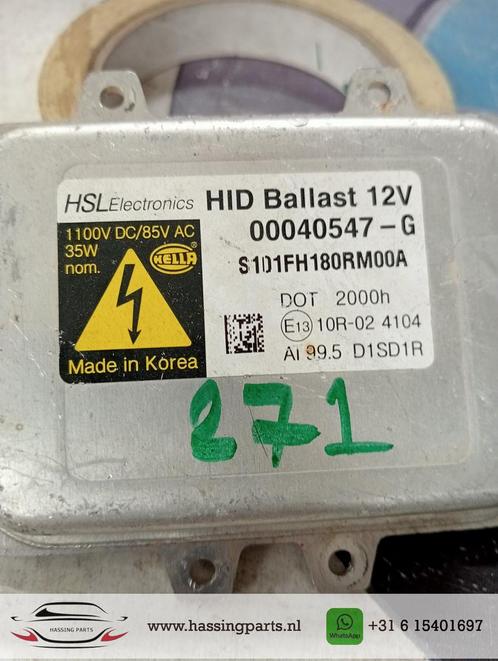 HSLElectronics HID Ballast 12V
1100V DC/85V AC
35W
nom.
HELLA
Made in Korea
00040547-G
S101FH180RM00A
DOT 2000h
E13 10R-02 4104
AI 99.5 D1SD1R
271
HASSING PARTS
www.hassingparts.nl
WhatsApp
+31 6 15401697